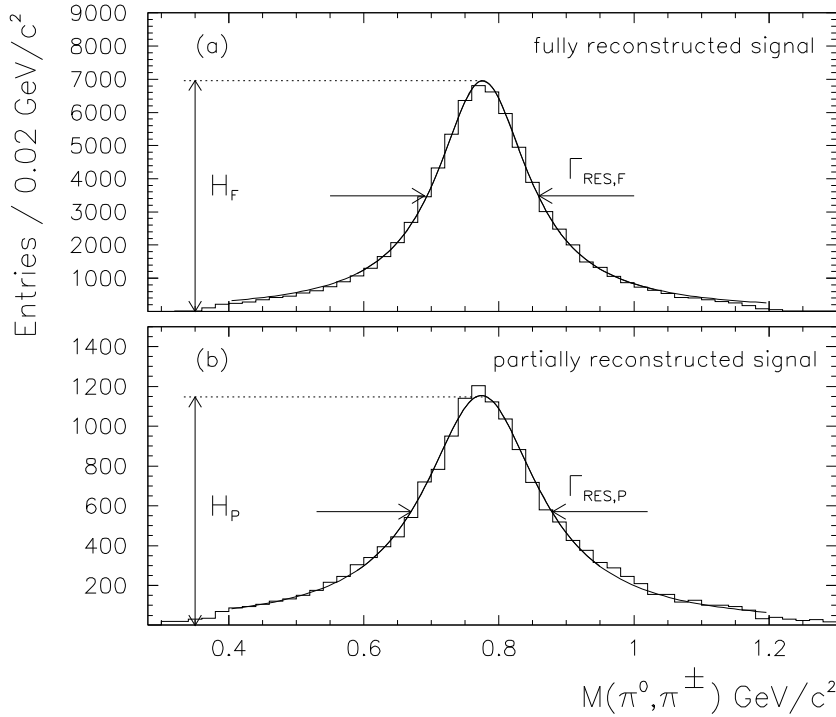 Entries / 0.02 GeV/c²
9000
8000
7000
6000
5000
4000
3000
2000
1000
(a)
fully reconstructed signal
H_F
Γ_RES,F
1400
1200
1000
800
600
400
200
(b)
partially reconstructed signal
H_P
Γ_RES,P
0.4 0.6 0.8 1 1.2
M(π⁰,π^±) GeV/c²